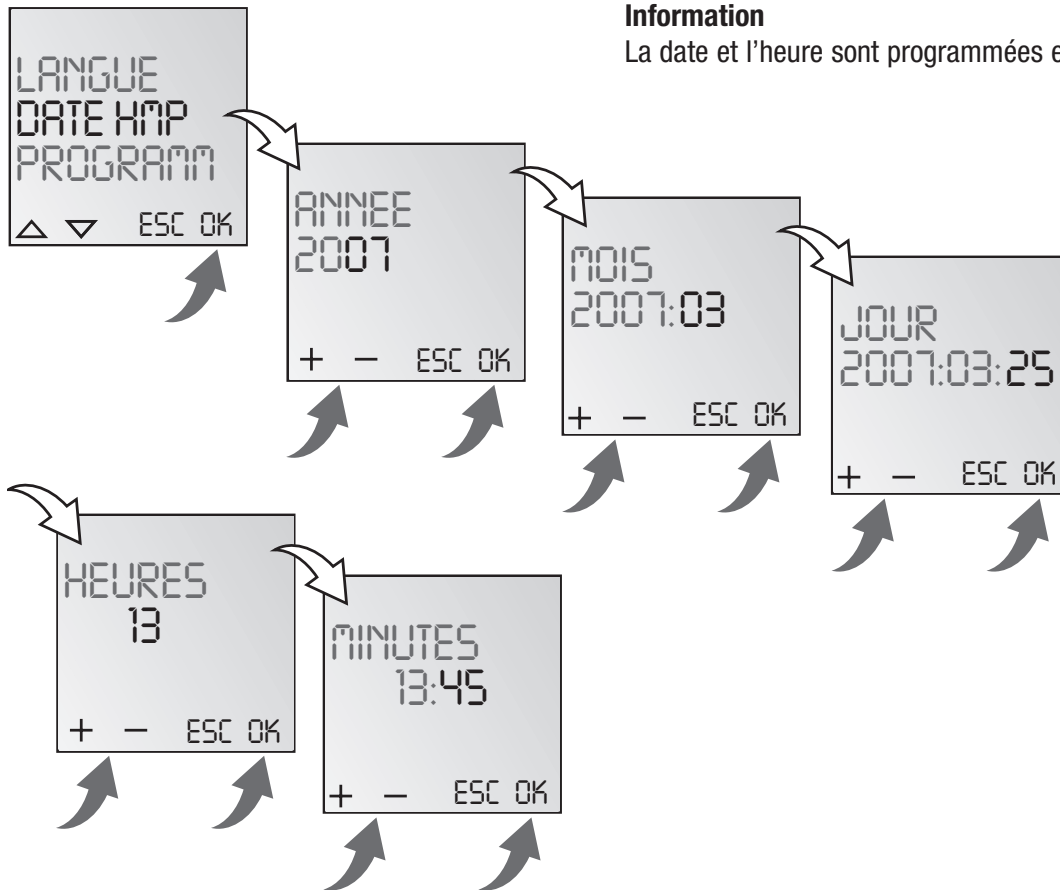 Information
La date et l’heure sont programmées e
LANGUE
DATE HMP
PROGRAMM
ESC OK
ANNEE
2007
+ − ESC OK
MOIS
2007:03
+ − ESC OK
JOUR
2007:03:25
+ − ESC OK
HEURES
13
+ − ESC OK
MINUTES
13:45
+ − ESC OK